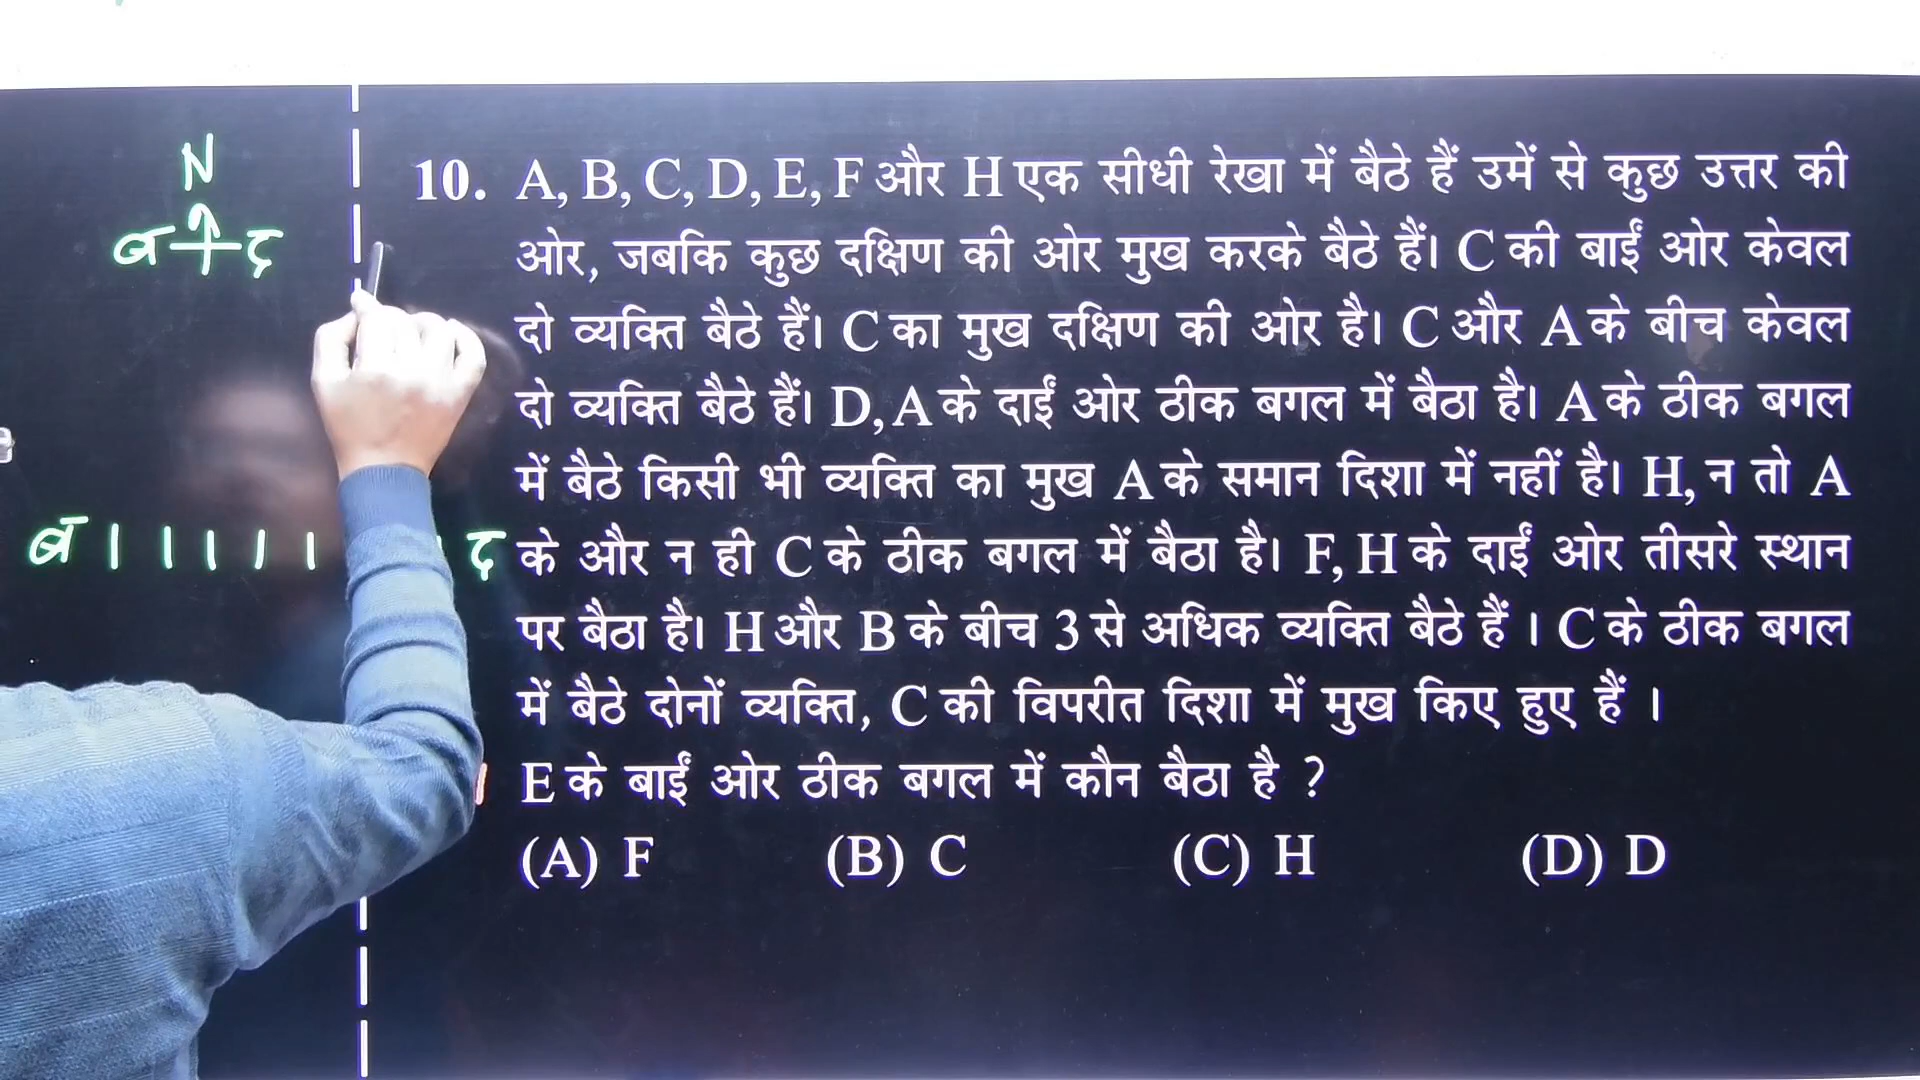 N
ब द
10. A, B, C, D, E, F और H एक सीधी रेखा में बैठे हैं उमें से कुछ उत्तर की
ओर, जबकि कुछ दक्षिण की ओर मुख करके बैठे हैं। C की बाईं ओर केवल
दो व्यक्ति बैठे हैं। C का मुख दक्षिण की ओर है। C और A के बीच केवल
दो व्यक्ति बैठे हैं। D, A के दाईं ओर ठीक बगल में बैठा है। A के ठीक बगल
में बैठे किसी भी व्यक्ति का मुख A के समान दिशा में नहीं है। H, न तो A
के और न ही C के ठीक बगल में बैठा है। F, H के दाईं ओर तीसरे स्थान
पर बैठा है। H और B के बीच 3 से अधिक व्यक्ति बैठे हैं । C के ठीक बगल
में बैठे दोनों व्यक्ति, C की विपरीत दिशा में मुख किए हुए हैं ।
E के बाईं ओर ठीक बगल में कौन बैठा है ?
(A) F (B) C (C) H (D) D
बॅ द